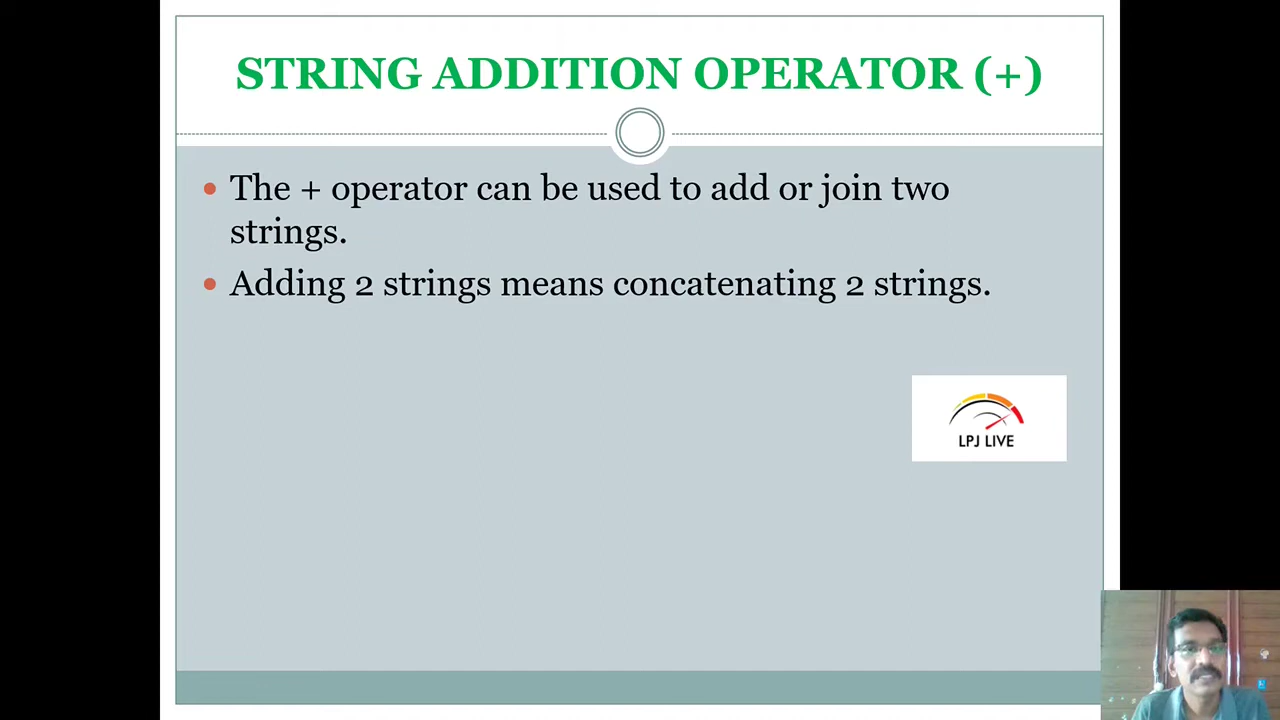 STRING ADDITION OPERATOR (+)
• The + operator can be used to add or join two
strings.
• Adding 2 strings means concatenating 2 strings.
LPJ LIVE